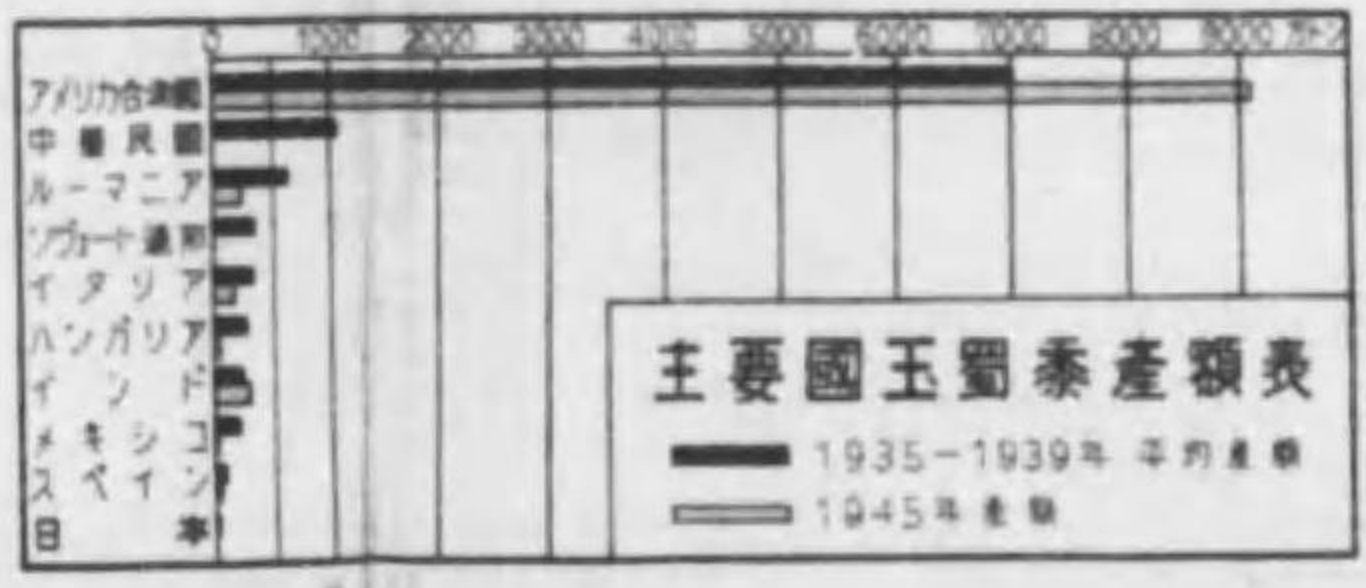 0 1000 2000 3000 4000 5000 6000 7000 8000 9000 万トン
アメリカ合衆國
中華民國
ルーマニア
ソヴェート連邦
イタリア
ハンガリア
インド
メキシコ
スペイン
日本
主要國玉蜀黍產額表
1935-1939年 平均產額
1945年產額